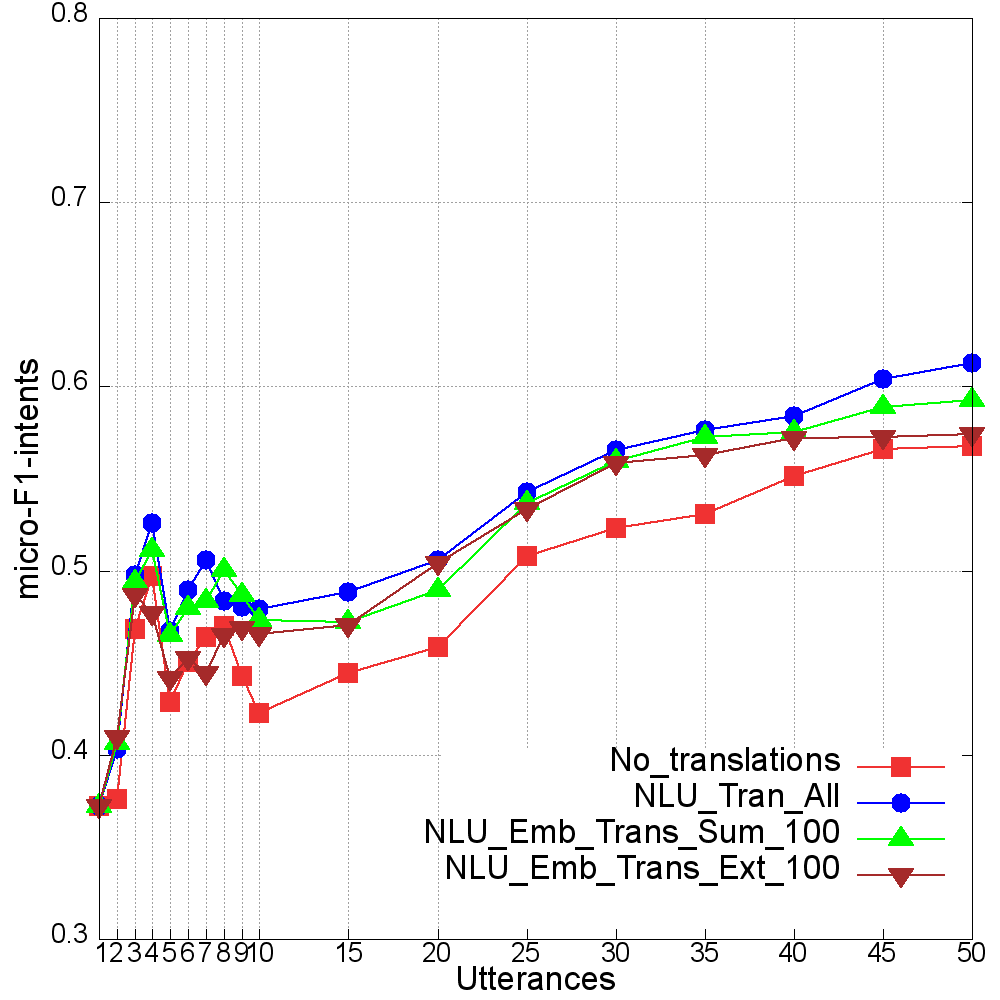 0.8
0.7
0.6
0.5
0.4
0.3
micro-F1-intents
No_translations
NLU_Tran_All
NLU_Emb_Trans_Sum_100
NLU_Emb_Trans_Ext_100
1 2 3 4 5 6 7 8 9 10 15 20 25 30 35 40 45 50
Utterances